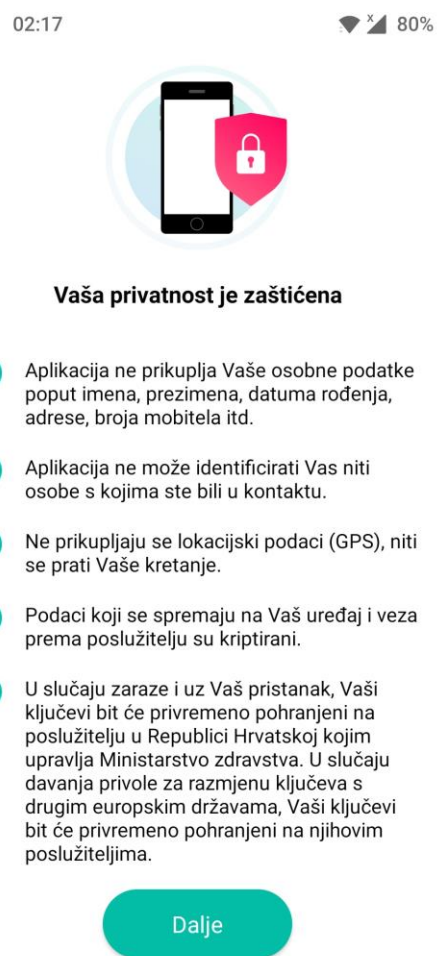 02:17
x
80%
Vaša privatnost je zaštićena
Aplikacija ne prikuplja Vaše osobne podatke
poput imena, prezimena, datuma rođenja,
adrese, broja mobitela itd.
Aplikacija ne može identificirati Vas niti
osobe s kojima ste bili u kontaktu.
Ne prikupljaju se lokacijski podaci (GPS), niti
se prati Vaše kretanje.
Podaci koji se spremaju na Vaš uređaj i veza
prema poslužitelju su kriptirani.
U slučaju zaraze i uz Vaš pristanak, Vaši
ključevi bit će privremeno pohranjeni na
poslužitelju u Republici Hrvatskoj kojim
upravlja Ministarstvo zdravstva. U slučaju
davanja privole za razmjenu ključeva s
drugim europskim državama, Vaši ključevi
bit će privremeno pohranjeni na njihovim
poslužiteljima.
Dalje